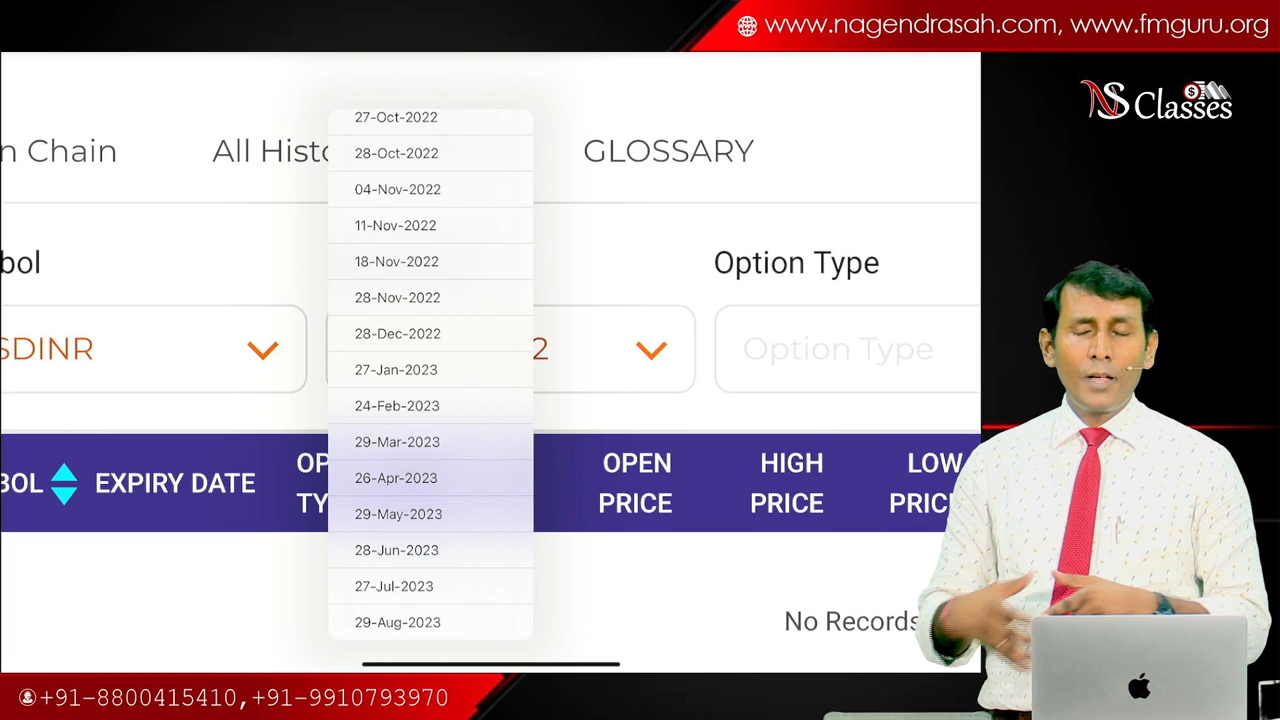 www.nagendrasah.com, www.fmguru.org
NS Classes
n Chain
All Histo
GLOSSARY
27-Oct-2022
28-Oct-2022
04-Nov-2022
11-Nov-2022
18-Nov-2022
28-Nov-2022
28-Dec-2022
27-Jan-2023
24-Feb-2023
29-Mar-2023
26-Apr-2023
29-May-2023
28-Jun-2023
27-Jul-2023
29-Aug-2023
bol
Option Type
SDINR
2
Option Type
BOL
EXPIRY DATE
OP
TY
OPEN
PRICE
HIGH
PRICE
LOW
PRIC
No Records
+91-8800415410,+91-9910793970